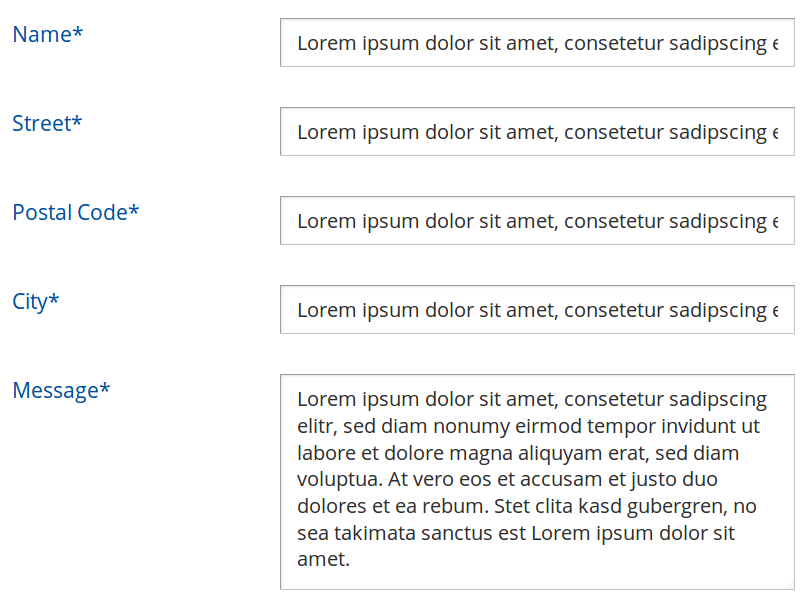 Name*
Lorem ipsum dolor sit amet, consetetur sadipscing
Street*
Lorem ipsum dolor sit amet, consetetur sadipscing
Postal Code*
Lorem ipsum dolor sit amet, consetetur sadipscing
City*
Lorem ipsum dolor sit amet, consetetur sadipscing
Message*
Lorem ipsum dolor sit amet, consetetur sadipscing
elitr, sed diam nonumy eirmod tempor invidunt ut
labore et dolore magna aliquyam erat, sed diam
voluptua. At vero eos et accusam et justo duo
dolores et ea rebum. Stet clita kasd gubergren, no
sea takimata sanctus est Lorem ipsum dolor sit
amet.